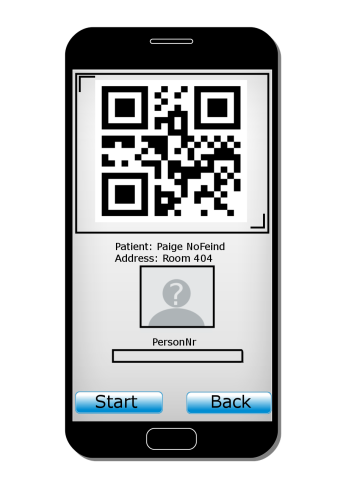 Patient: Paige NoFeind
Address: Room 404
?
PersonNr
Start
Back